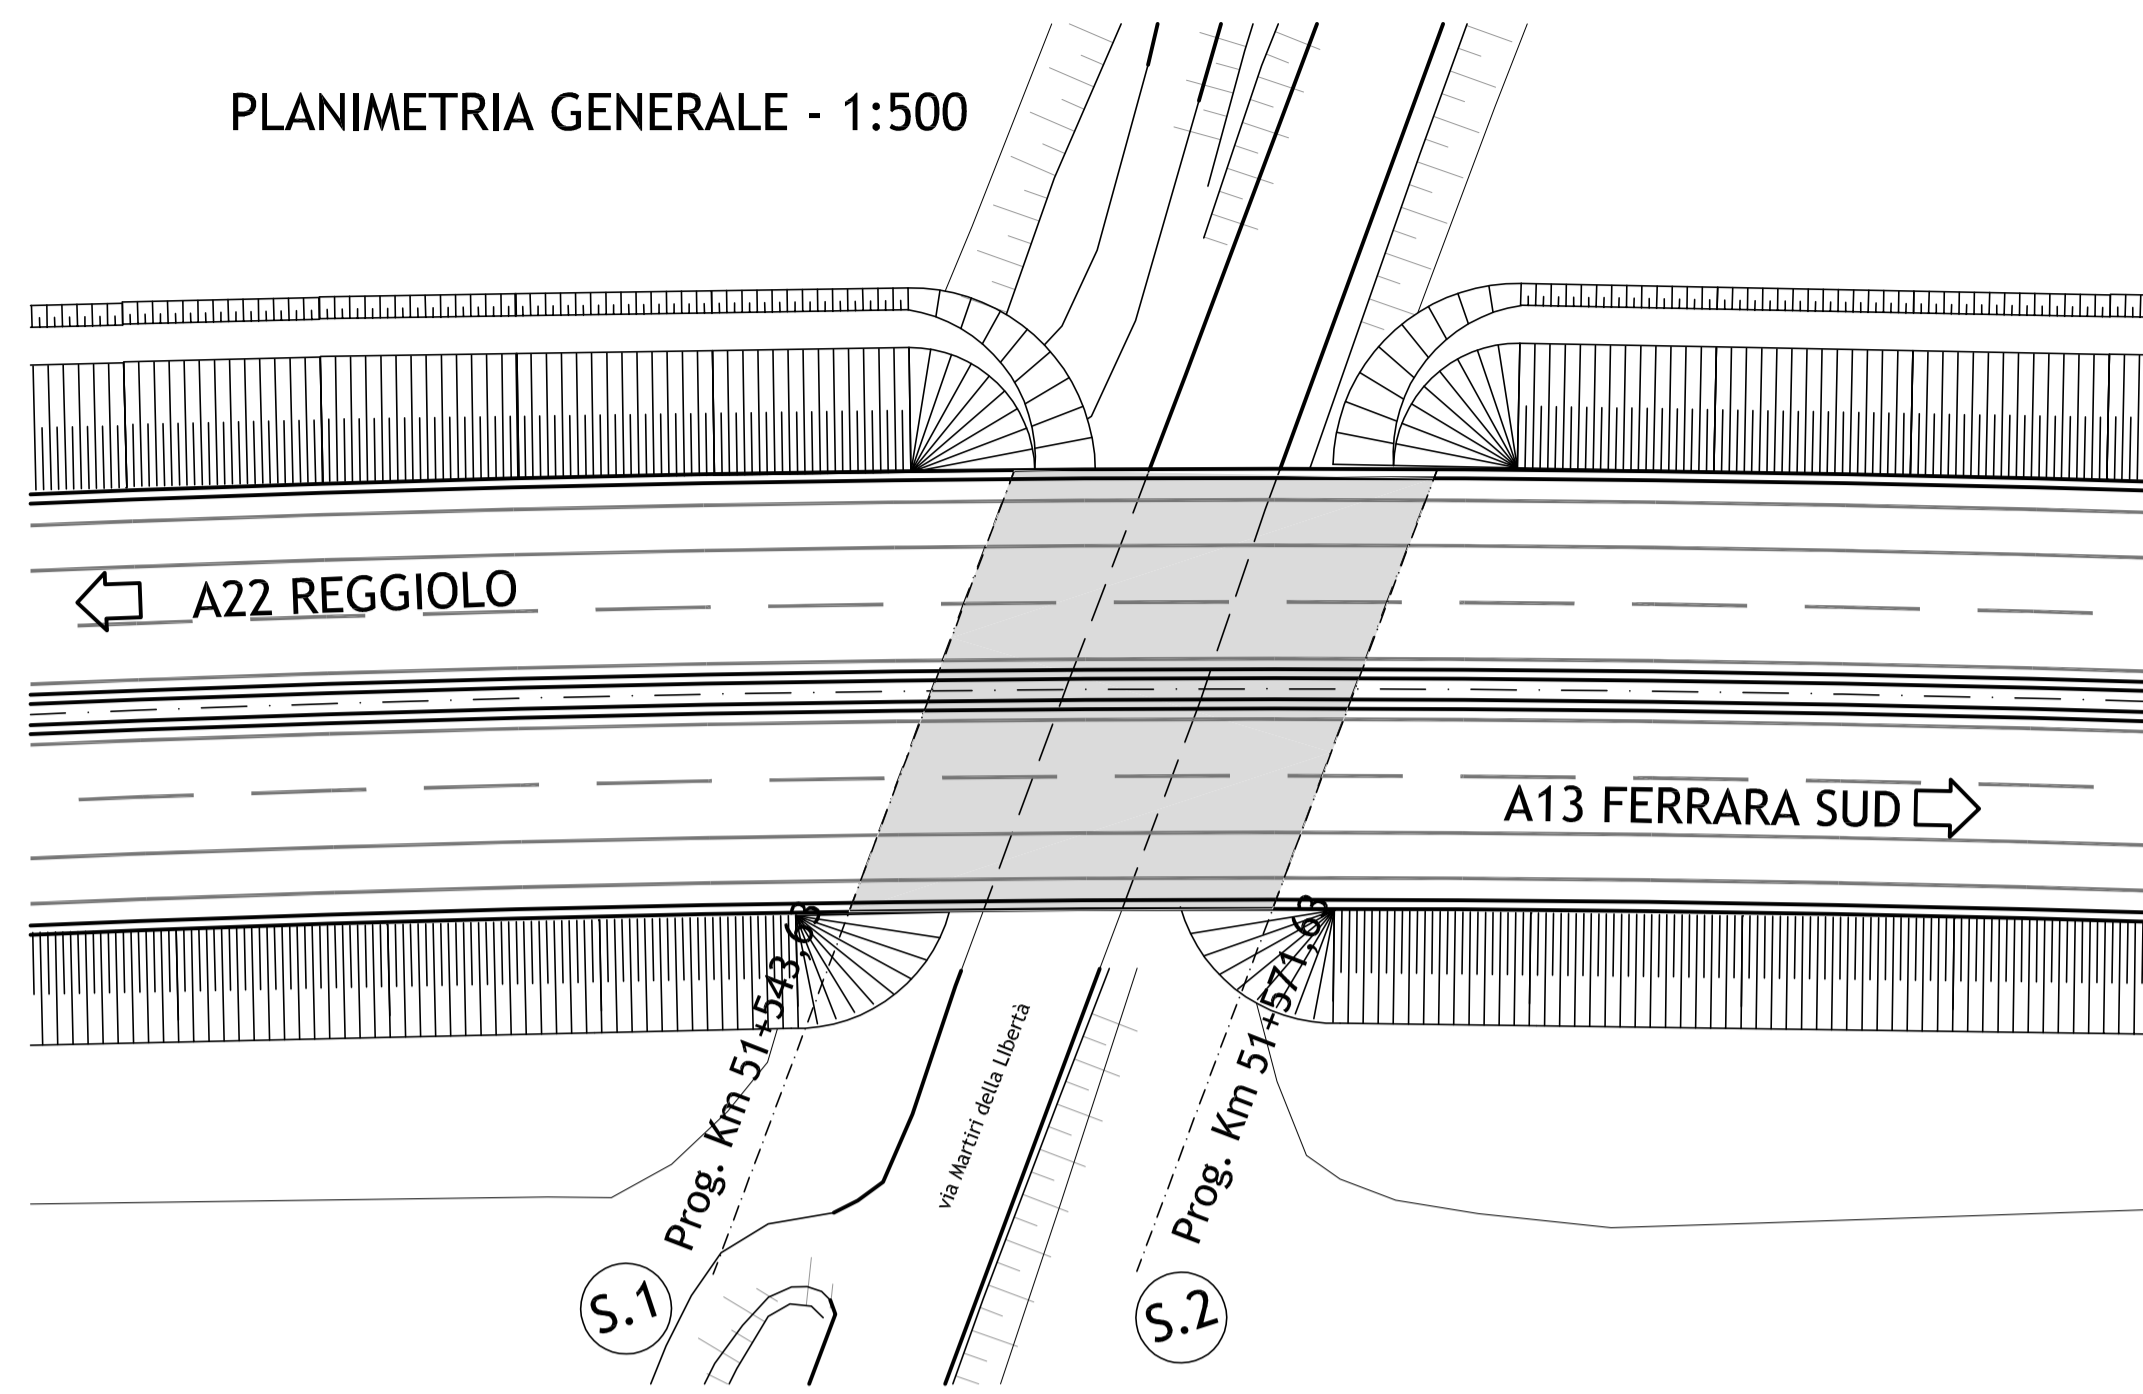 PLANIMETRIA GENERALE - 1:500
A22 REGGIOLO
A13 FERRARA SUD
Prog. Km 51+543,63
Prog. Km 51+571,63
via Martiri della LIbertà
S.1
S.2